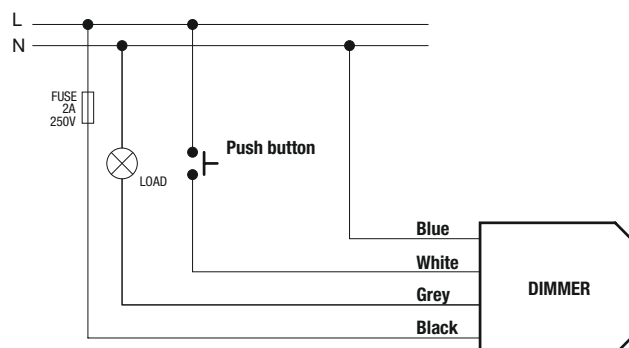 L
N
FUSE
2A
250V
LOAD
Push button
Blue
White
Grey
Black
DIMMER